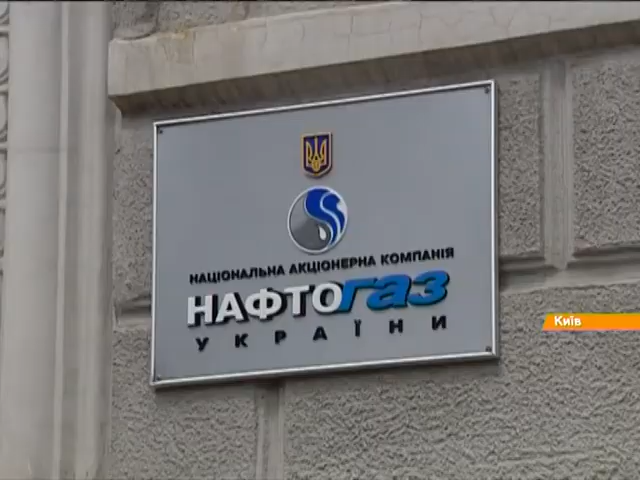 НАЦІОНАЛЬНА АКЦІОНЕРНА КОМПАНІЯ
НАФТОГАЗ
УКРАЇНИ
Київ